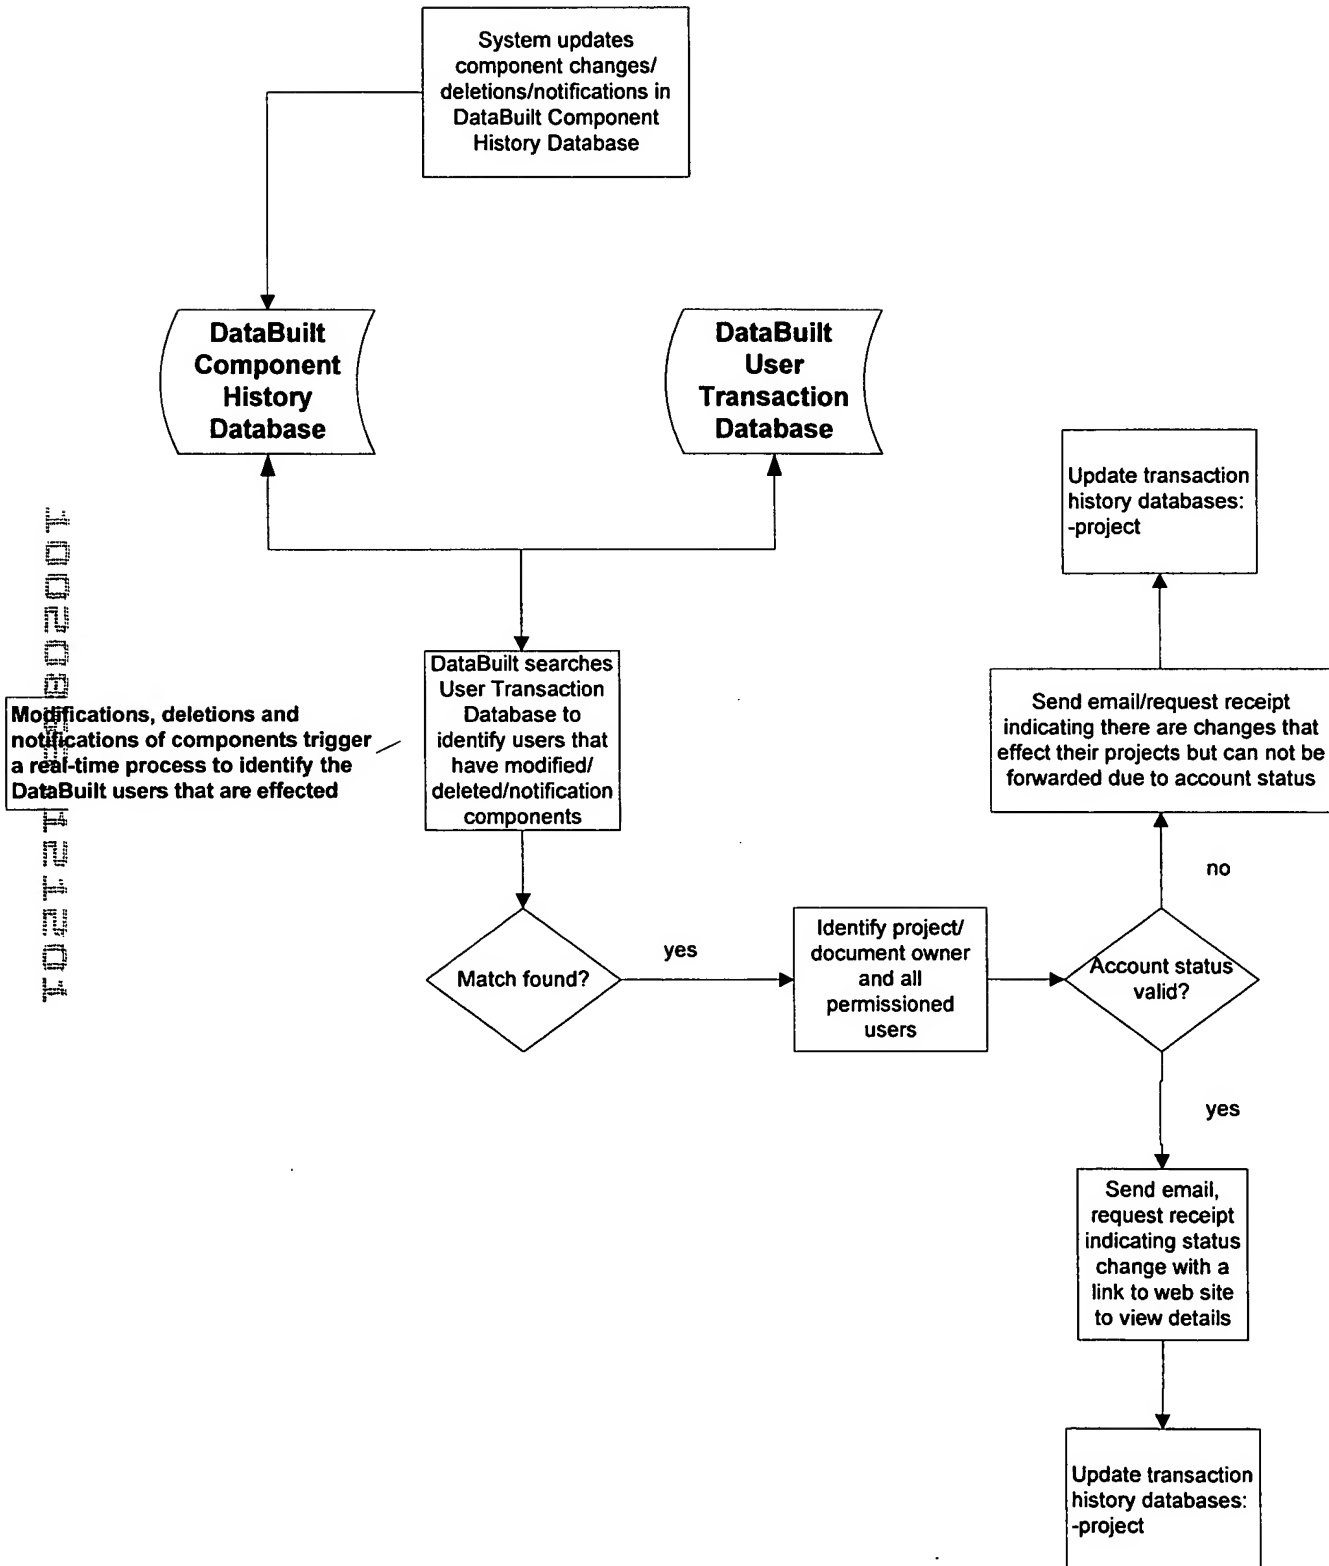 System updates
component changes/
deletions/notifications in
DataBuilt Component
History Database
DataBuilt
Component
History
Database
DataBuilt
User
Transaction
Database
Update transaction
history databases:
-project
DataBuilt searches
User Transaction
Database to
identify users that
have modified/
deleted/notification
components
Modifications, deletions and
notifications of components trigger
a real-time process to identify the
DataBuilt users that are effected
Send email/request receipt
indicating there are changes that
effect their projects but can not be
forwarded due to account status
no
Match found?
yes
Identify project/
document owner
and all
permissioned
users
Account status
valid?
yes
Send email,
request receipt
indicating status
change with a
link to web site
to view details
Update transaction
history databases:
-project